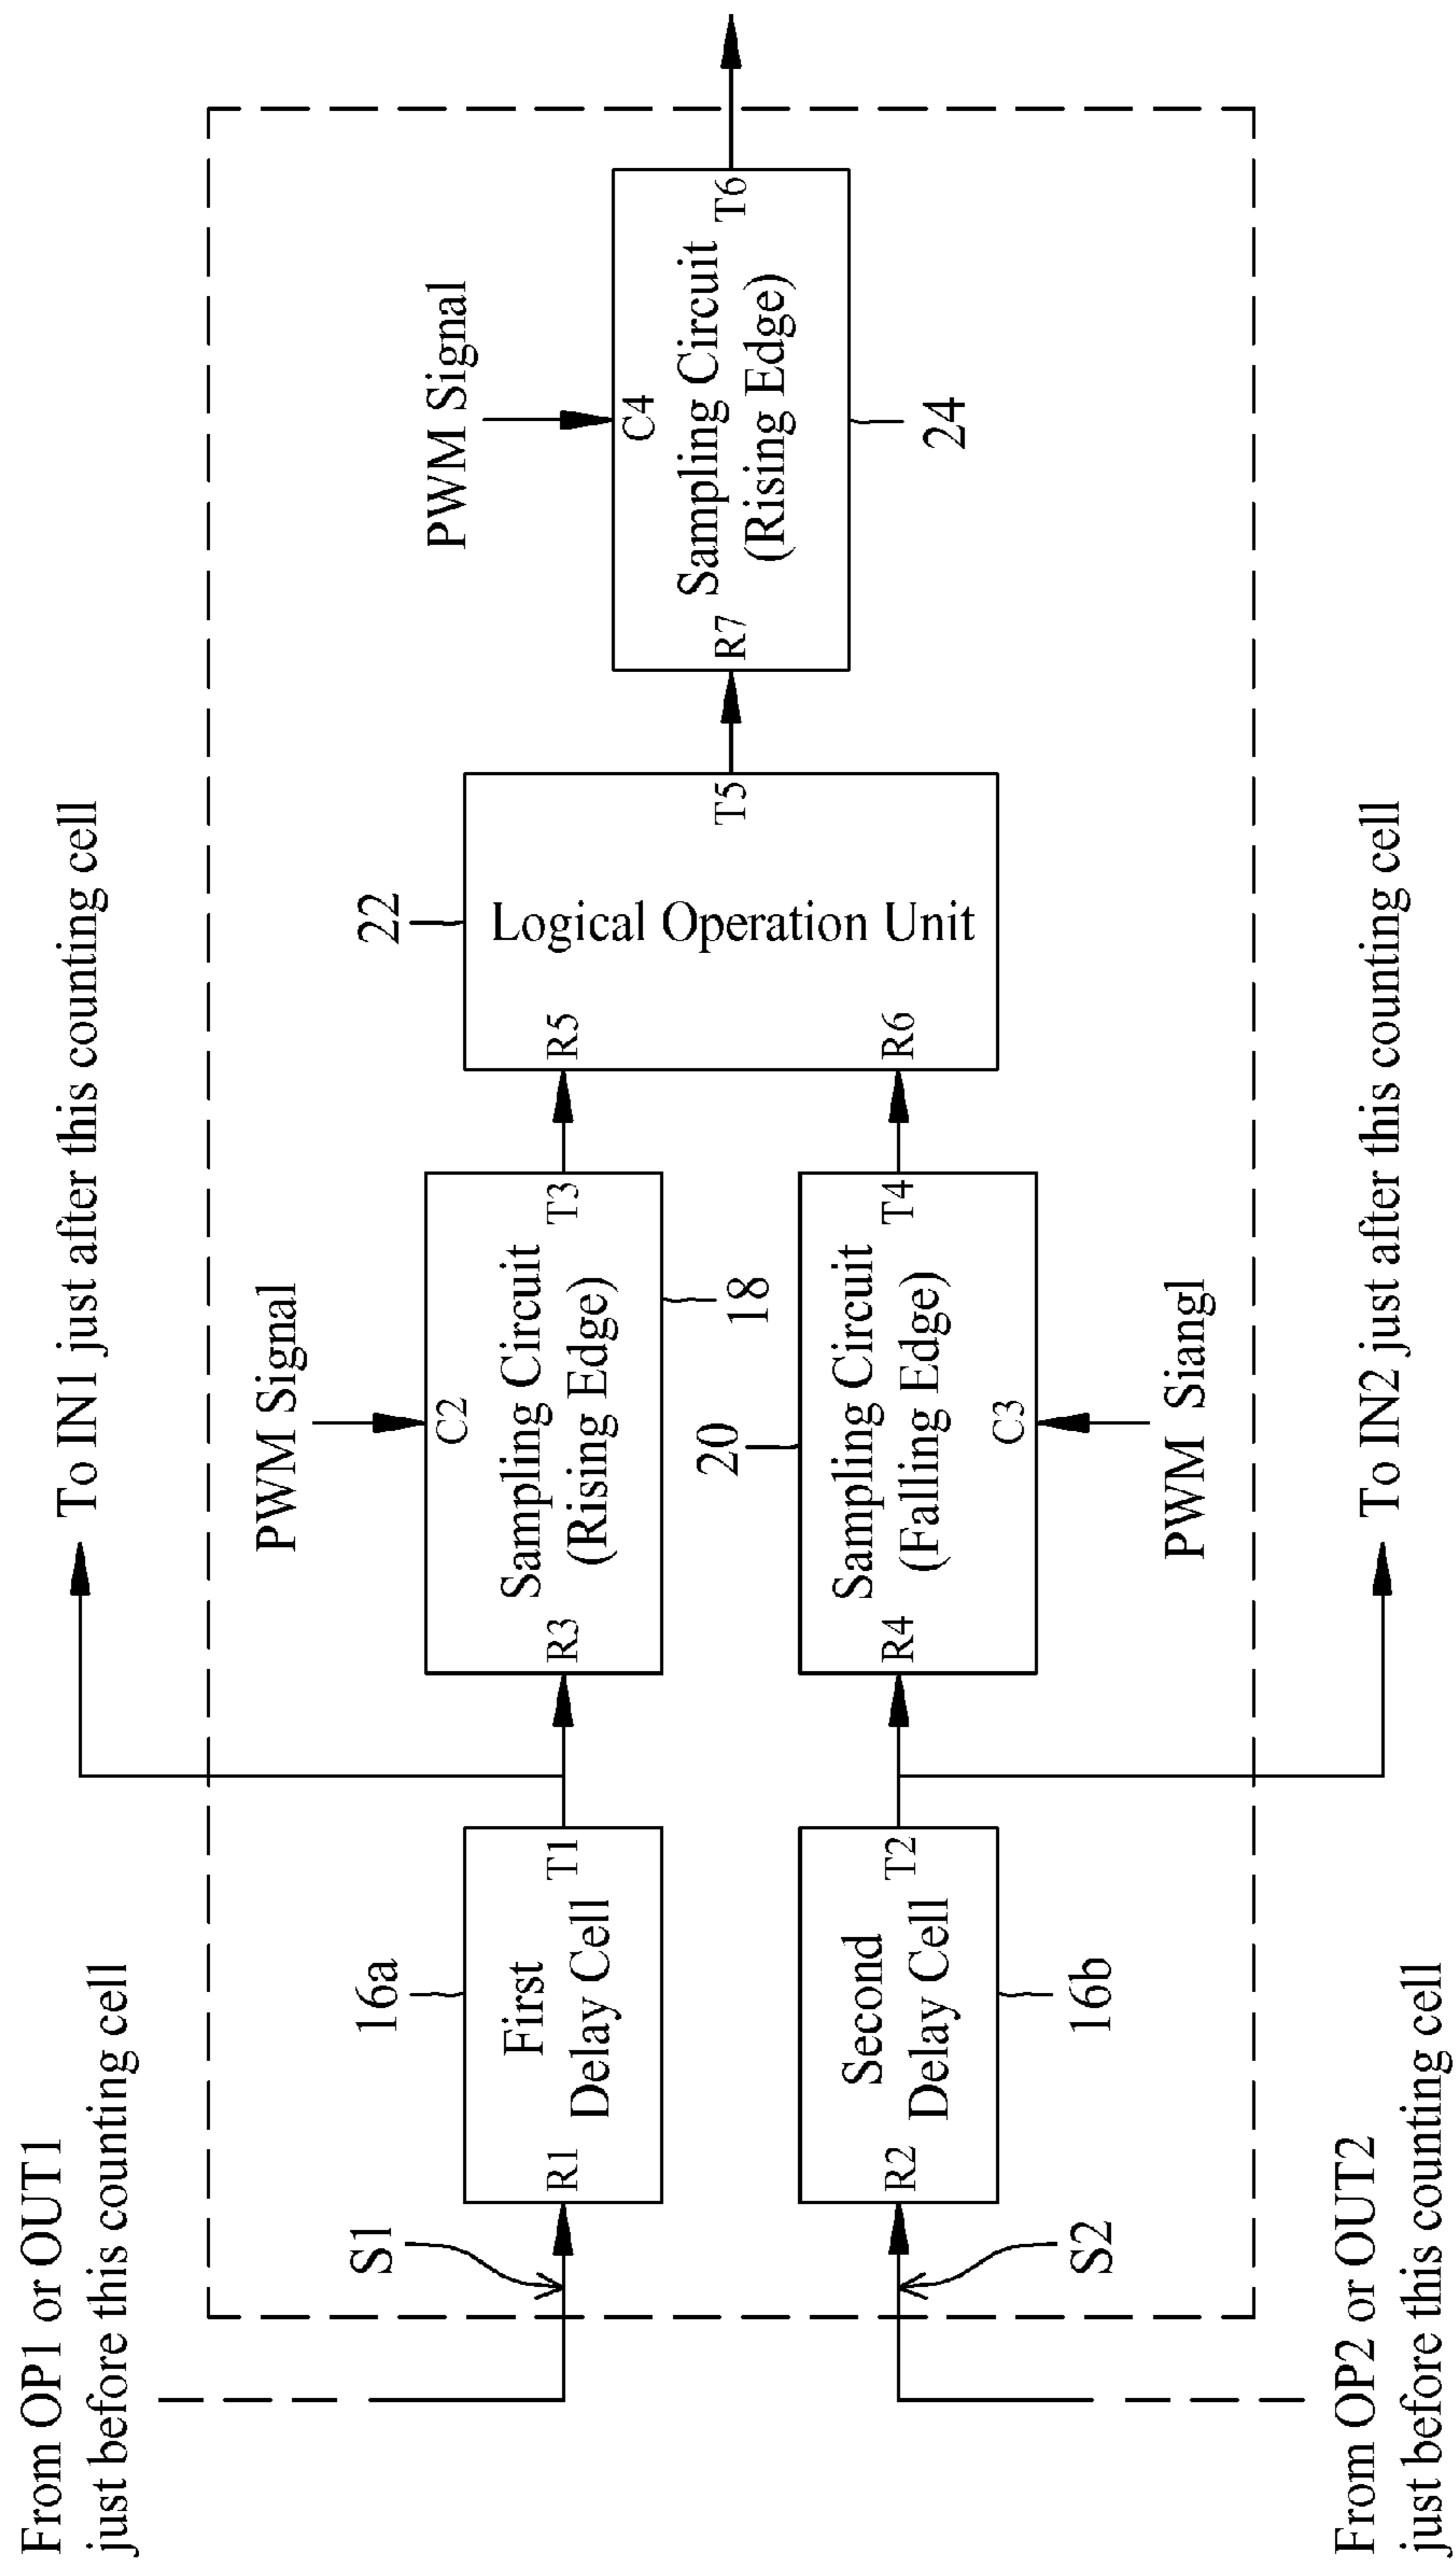 From OP1 or OUT1
just before this counting cell
To IN1 just after this counting cell
S1
16a
R1
First
Delay Cell
T1
PWM Signal
C2
R3
Sampling Circuit
(Rising Edge)
T3
18
S2
16b
R2
Second
Delay Cell
T2
20
R4
Sampling Circuit
(Falling Edge)
T4
C3
PWM Siangl
22
R5
R6
Logical Operation Unit
T5
PWM Signal
C4
R7
Sampling Circuit
(Rising Edge)
T6
24
From OP2 or OUT2
just before this counting cell
To IN2 just after this counting cell